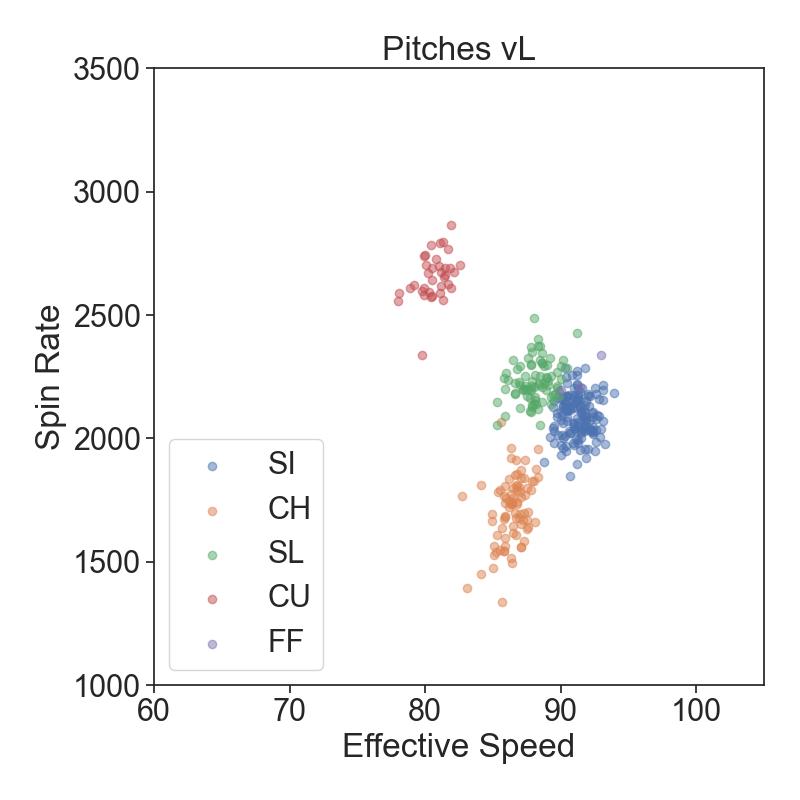 Pitches vL
3500
3000
2500
2000
1500
1000
Spin Rate
SI
CH
SL
CU
FF
60 70 80 90 100
Effective Speed